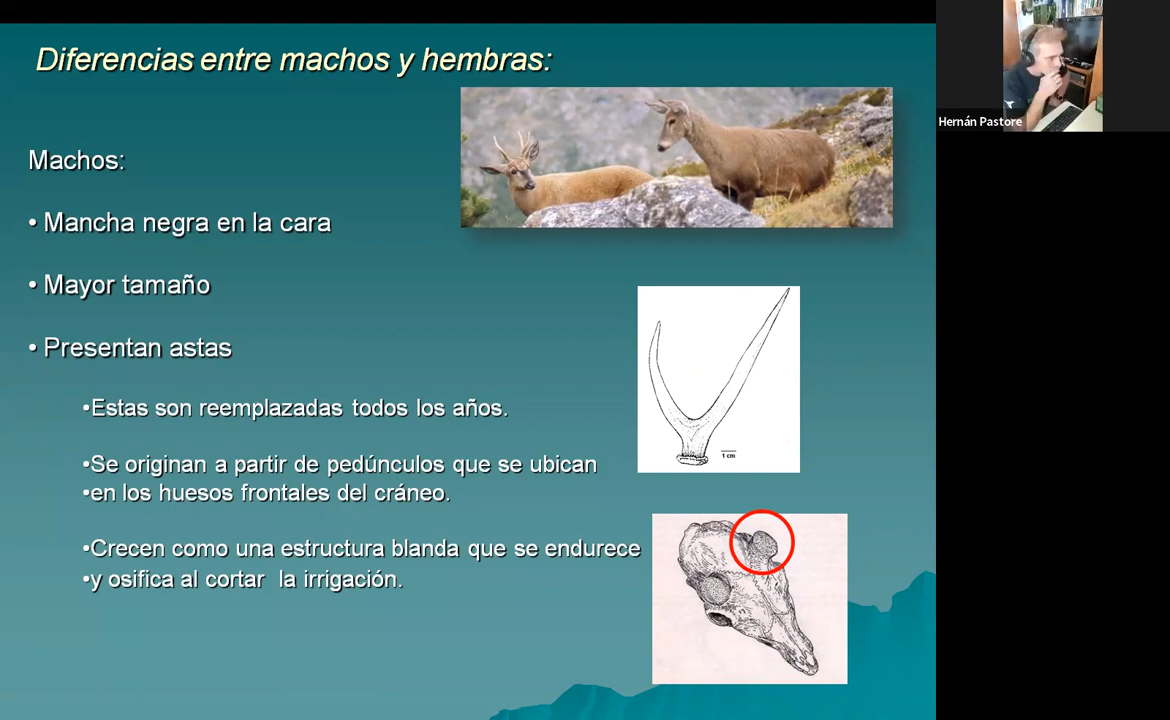 Diferencias entre machos y hembras:
Hernán Pastore
Machos:
• Mancha negra en la cara
• Mayor tamaño
• Presentan astas
•Estas son reemplazadas todos los años.
•Se originan a partir de pedúnculos que se ubican
•en los huesos frontales del cráneo.
•Crecen como una estructura blanda que se endurece
•y osifica al cortar la irrigación.
1 cm